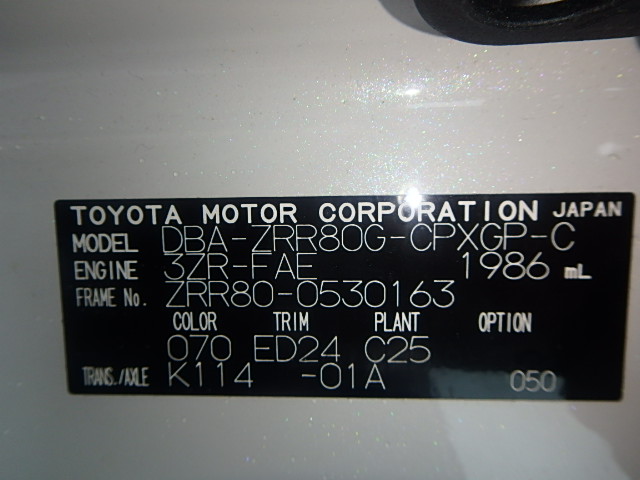 TOYOTA MOTOR CORPORATION JAPAN
MODEL DBA-ZRR80G-CPXGP-C
ENGINE 3ZR-FAE 1986 mL
FRAME No. ZRR80-0530163
COLOR TRIM PLANT OPTION
070 ED24 C25
TRANS./AXLE K114 -01A 050